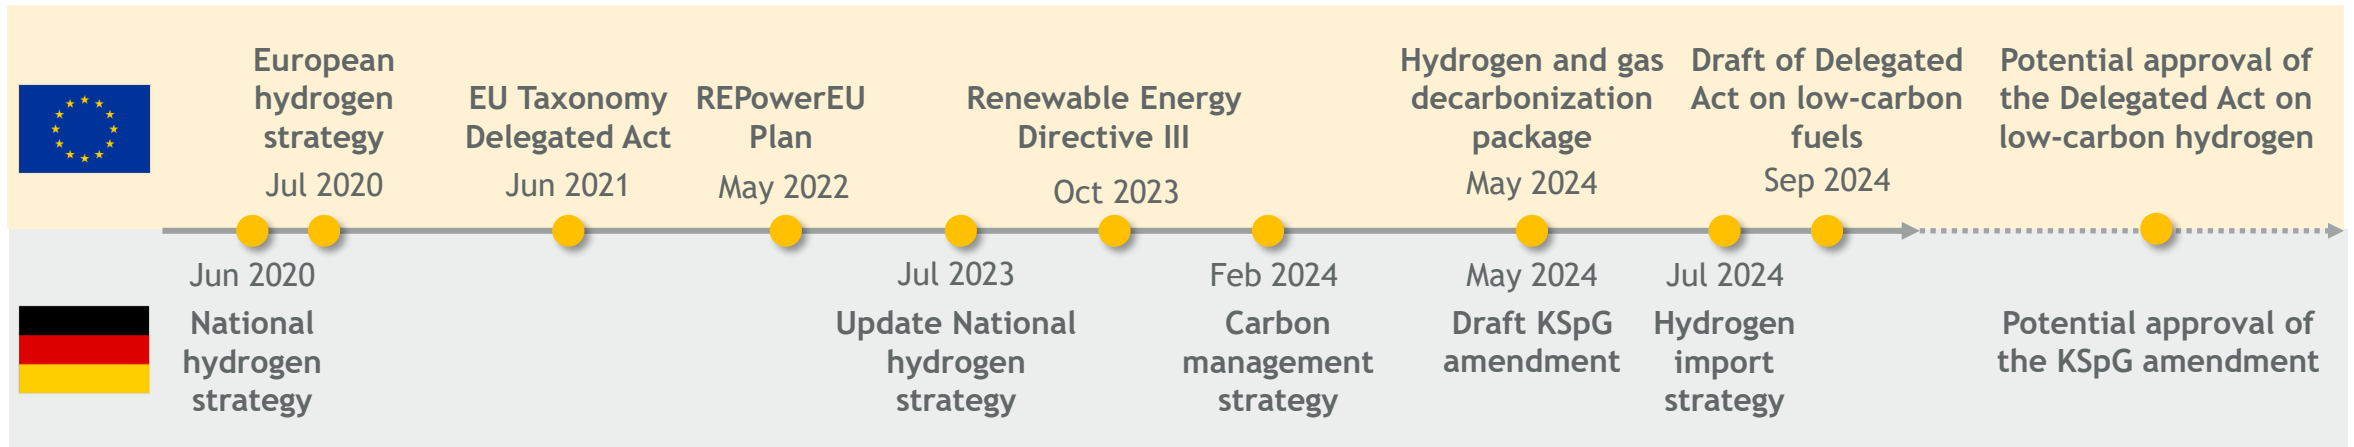 European
hydrogen
strategy
Jul 2020
EU Taxonomy
Delegated Act
Jun 2021
REPowerEU
Plan
May 2022
Renewable Energy
Directive III
Oct 2023
Hydrogen and gas
decarbonization
package
May 2024
Draft of Delegated
Act on low-carbon
fuels
Sep 2024
Potential approval of
the Delegated Act on
low-carbon hydrogen
Jun 2020
National
hydrogen
strategy
Jul 2023
Update National
hydrogen
strategy
Feb 2024
Carbon
management
strategy
May 2024
Draft KSpG
amendment
Jul 2024
Hydrogen
import
strategy
Potential approval of
the KSpG amendment